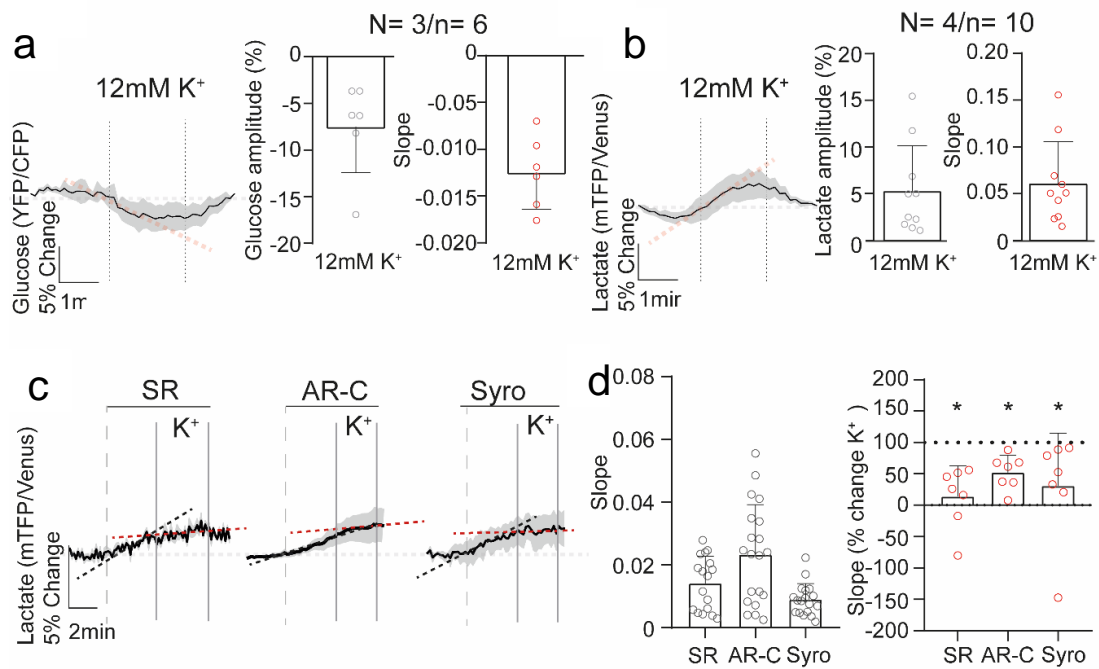 a
N= 3/n= 6
12mM K⁺
Glucose (YFP/CFP)
5% Change
1m
Glucose amplitude (%)
0
-5
-10
-15
-20
12mM K⁺
Slope
0
-0.005
-0.010
-0.015
-0.020
12mM K⁺
b
N= 4/n= 10
12mM K⁺
Lactate (mTFP/Venus)
5% Change
1mir
Lactate amplitude (%)
20
15
10
5
0
12mM K⁺
Slope
0.20
0.15
0.10
0.05
0
12mM K⁺
c
SR
AR-C
Syro
K⁺
K⁺
K⁺
Lactate (mTFP/Venus)
5% Change
2min
d
Slope
0.08
0.06
0.04
0.02
0
SR
AR-C
Syro
Slope (% change K⁺ )
200
150
100
50
0
-50
-100
-150
-200
* * *
SR
AR-C
Syro